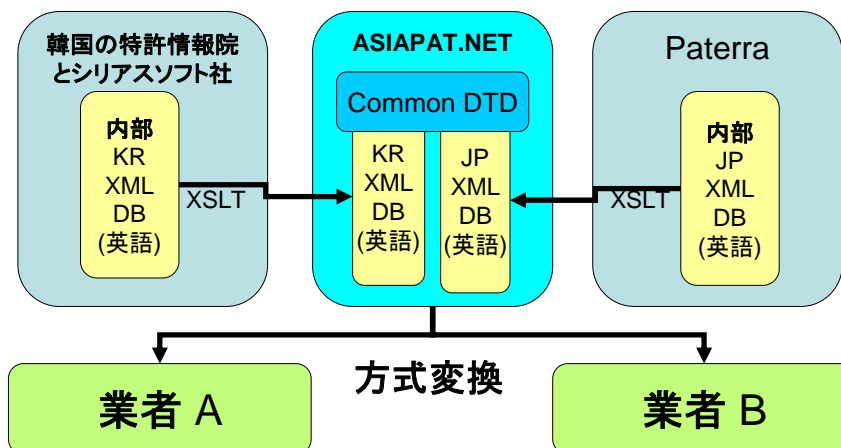 韓国の特許情報院
とシリアスソフト社
内部
KR
XML
DB
(英語)
XSLT
ASIAPAT.NET
Common DTD
KR
XML
DB
(英語)
JP
XML
DB
(英語)
Paterra
内部
JP
XML
DB
(英語)
XSLT
業者 A
方式変換
業者 B